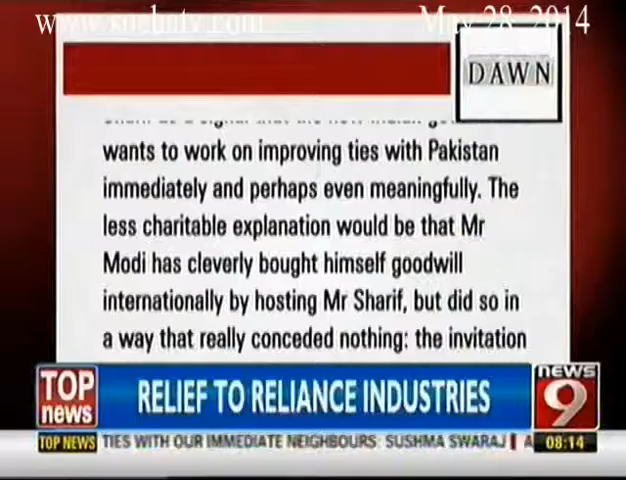 May 28, 2014
DAWN
wants to work on improving ties with Pakistan
immediately and perhaps even meaningfully. The
less charitable explanation would be that Mr
Modi has cleverly bought himself goodwill
internationally by hosting Mr Sharif, but did so in
a way that really conceded nothing: the invitation
TOP
news
RELIEF TO RELIANCE INDUSTRIES
NEWS
9
TOP NEWS TIES WITH OUR IMMEDIATE NEIGHBOURS: SUSHMA SWARAJ A
08:14